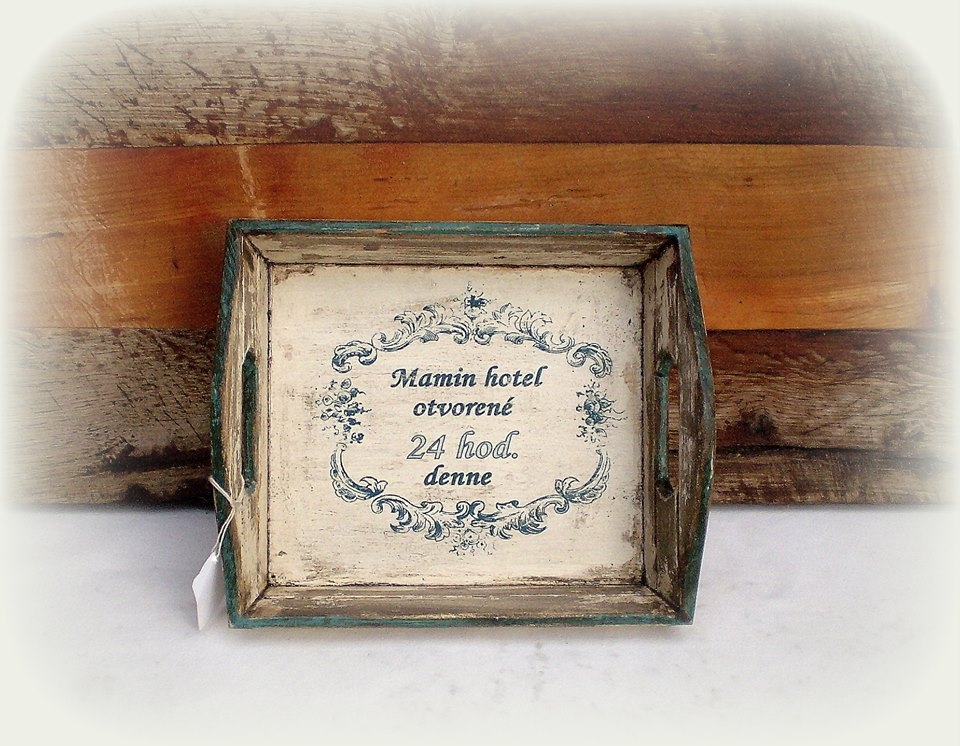 Mamin hotel
otvorené
24 hod.
denne